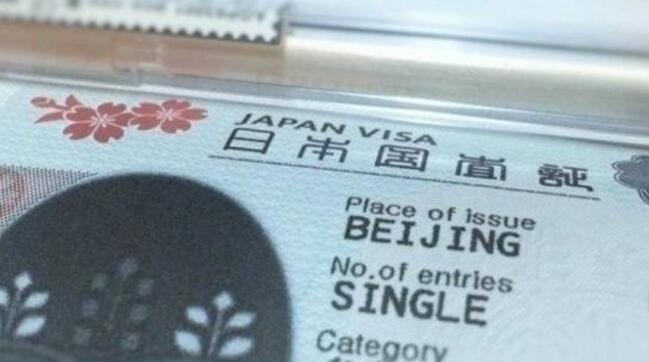 JAPAN VISA
日本国査証
Place of issue
BEIJING
No.of entries
SINGLE
Category